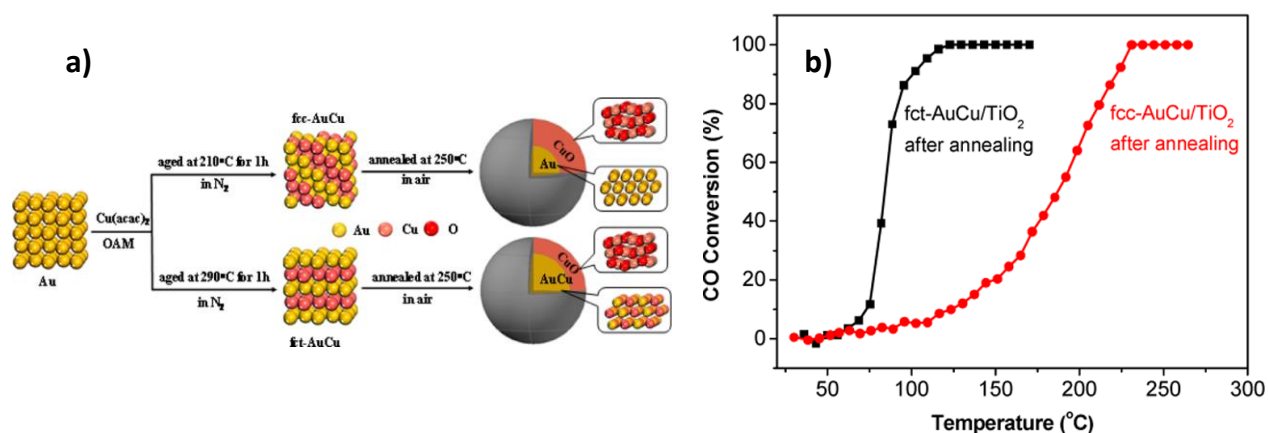 a)
fcc-AuCu
aged at 210°C for 1h
in N₂
annealed at 250°C
in air
CuO
Au
Cu(acac)₂
OAM
Au Cu O
Au
aged at 290°C for 1h
in N₂
fct-AuCu
annealed at 250°C
in air
CuO
AuCu
b)
CO Conversion (%)
100
80
60
40
20
0
fct-AuCu/TiO₂
after annealing
fcc-AuCu/TiO₂
after annealing
50 100 150 200 250 300
Temperature (°C)